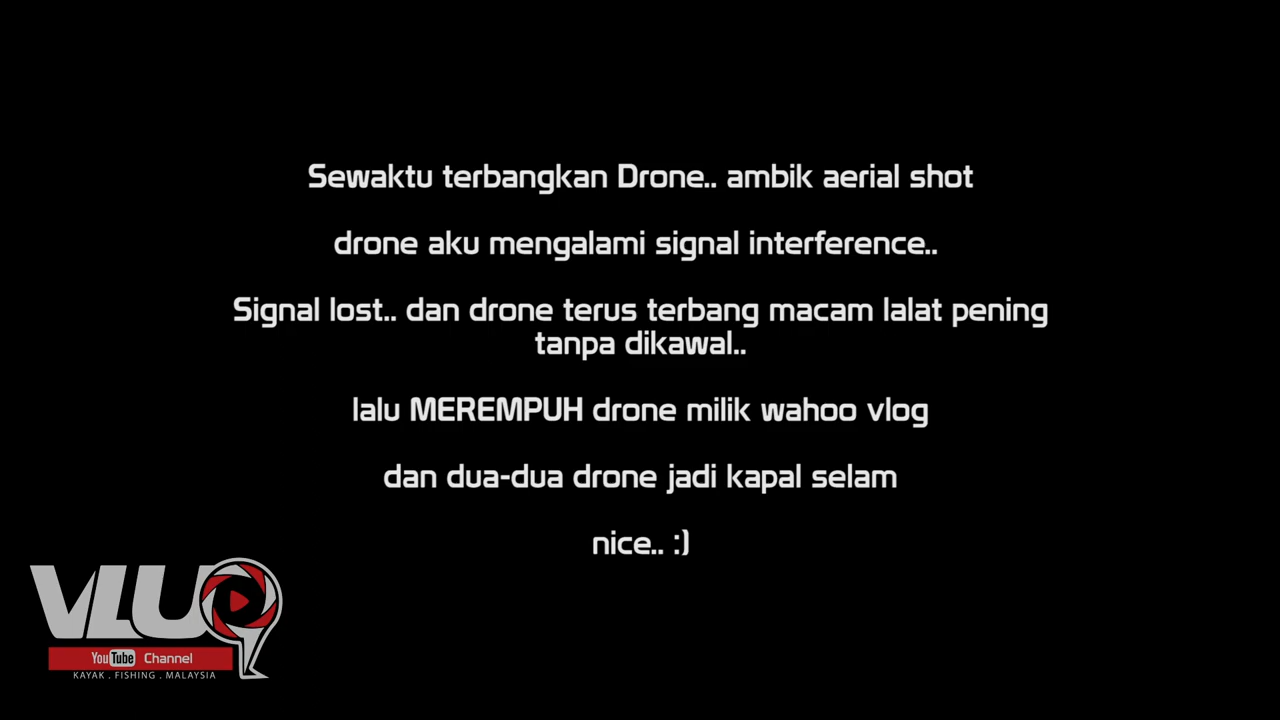 Sewaktu terbangkan Drone.. ambik aerial shot
drone aku mengalami signal interference..
Signal lost.. dan drone terus terbang macam lalat pening
tanpa dikawal..
lalu MEREMPUH drone milik wahoo vlog
dan dua-dua drone jadi kapal selam
nice.. :)
VLUQ
YouTube Channel
KAYAK . FISHING . MALAYSIA